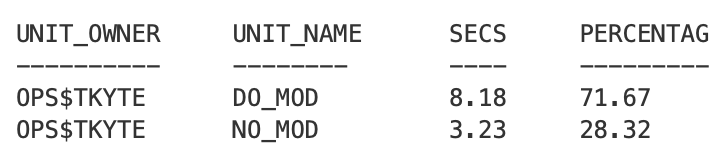 UNIT_OWNER UNIT_NAME SECS PERCENTAG
---------- -------- ---- ---------
OPS$TKYTE DO_MOD 8.18 71.67
OPS$TKYTE NO_MOD 3.23 28.32